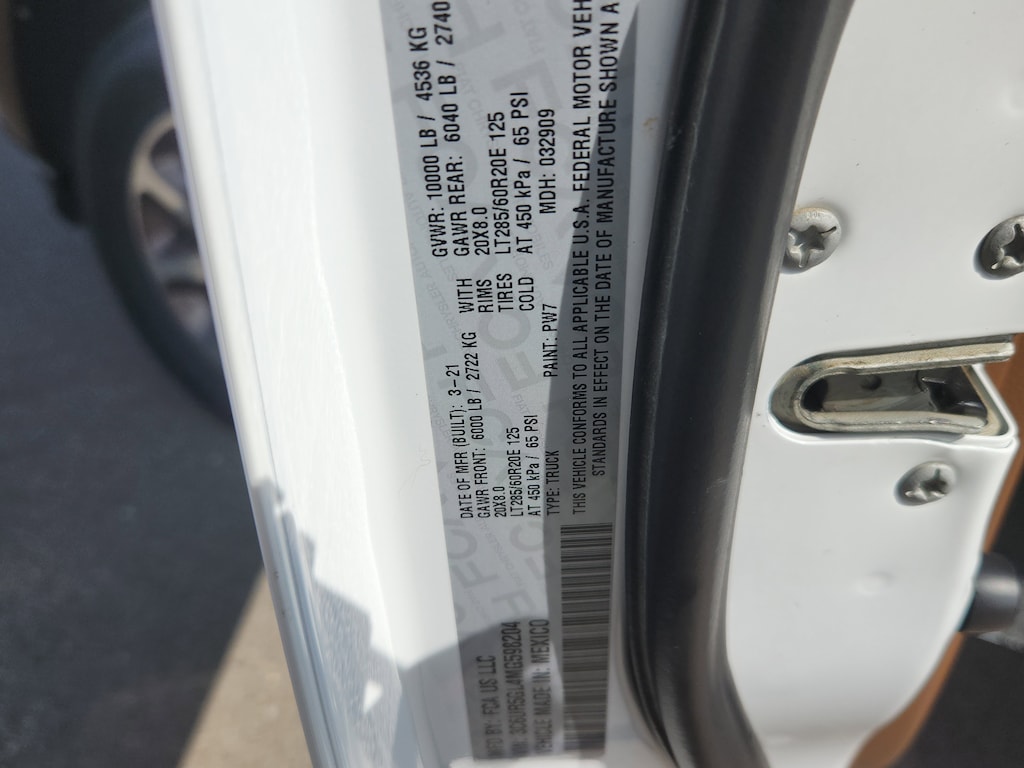 MFD BY: FCA US LLC
DATE OF MFR (BUILT): 3-21
GVWR: 10000 LB / 4536 KG
GAWR FRONT: 6000 LB / 2722 KG
WITH
GAWR REAR: 6040 LB / 2740
20X8.0
RIMS
20X8.0
LT285/60R20E 125
TIRES
LT285/60R20E 125
AT 450 kPa / 65 PSI
COLD
AT 450 kPa / 65 PSI
VEHICLE MADE IN: MEXICO
TYPE: TRUCK
PAINT: PW7
MDH: 032909
THIS VEHICLE CONFORMS TO ALL APPLICABLE U.S.A. FEDERAL MOTOR VEH
STANDARDS IN EFFECT ON THE DATE OF MANUFACTURE SHOWN A